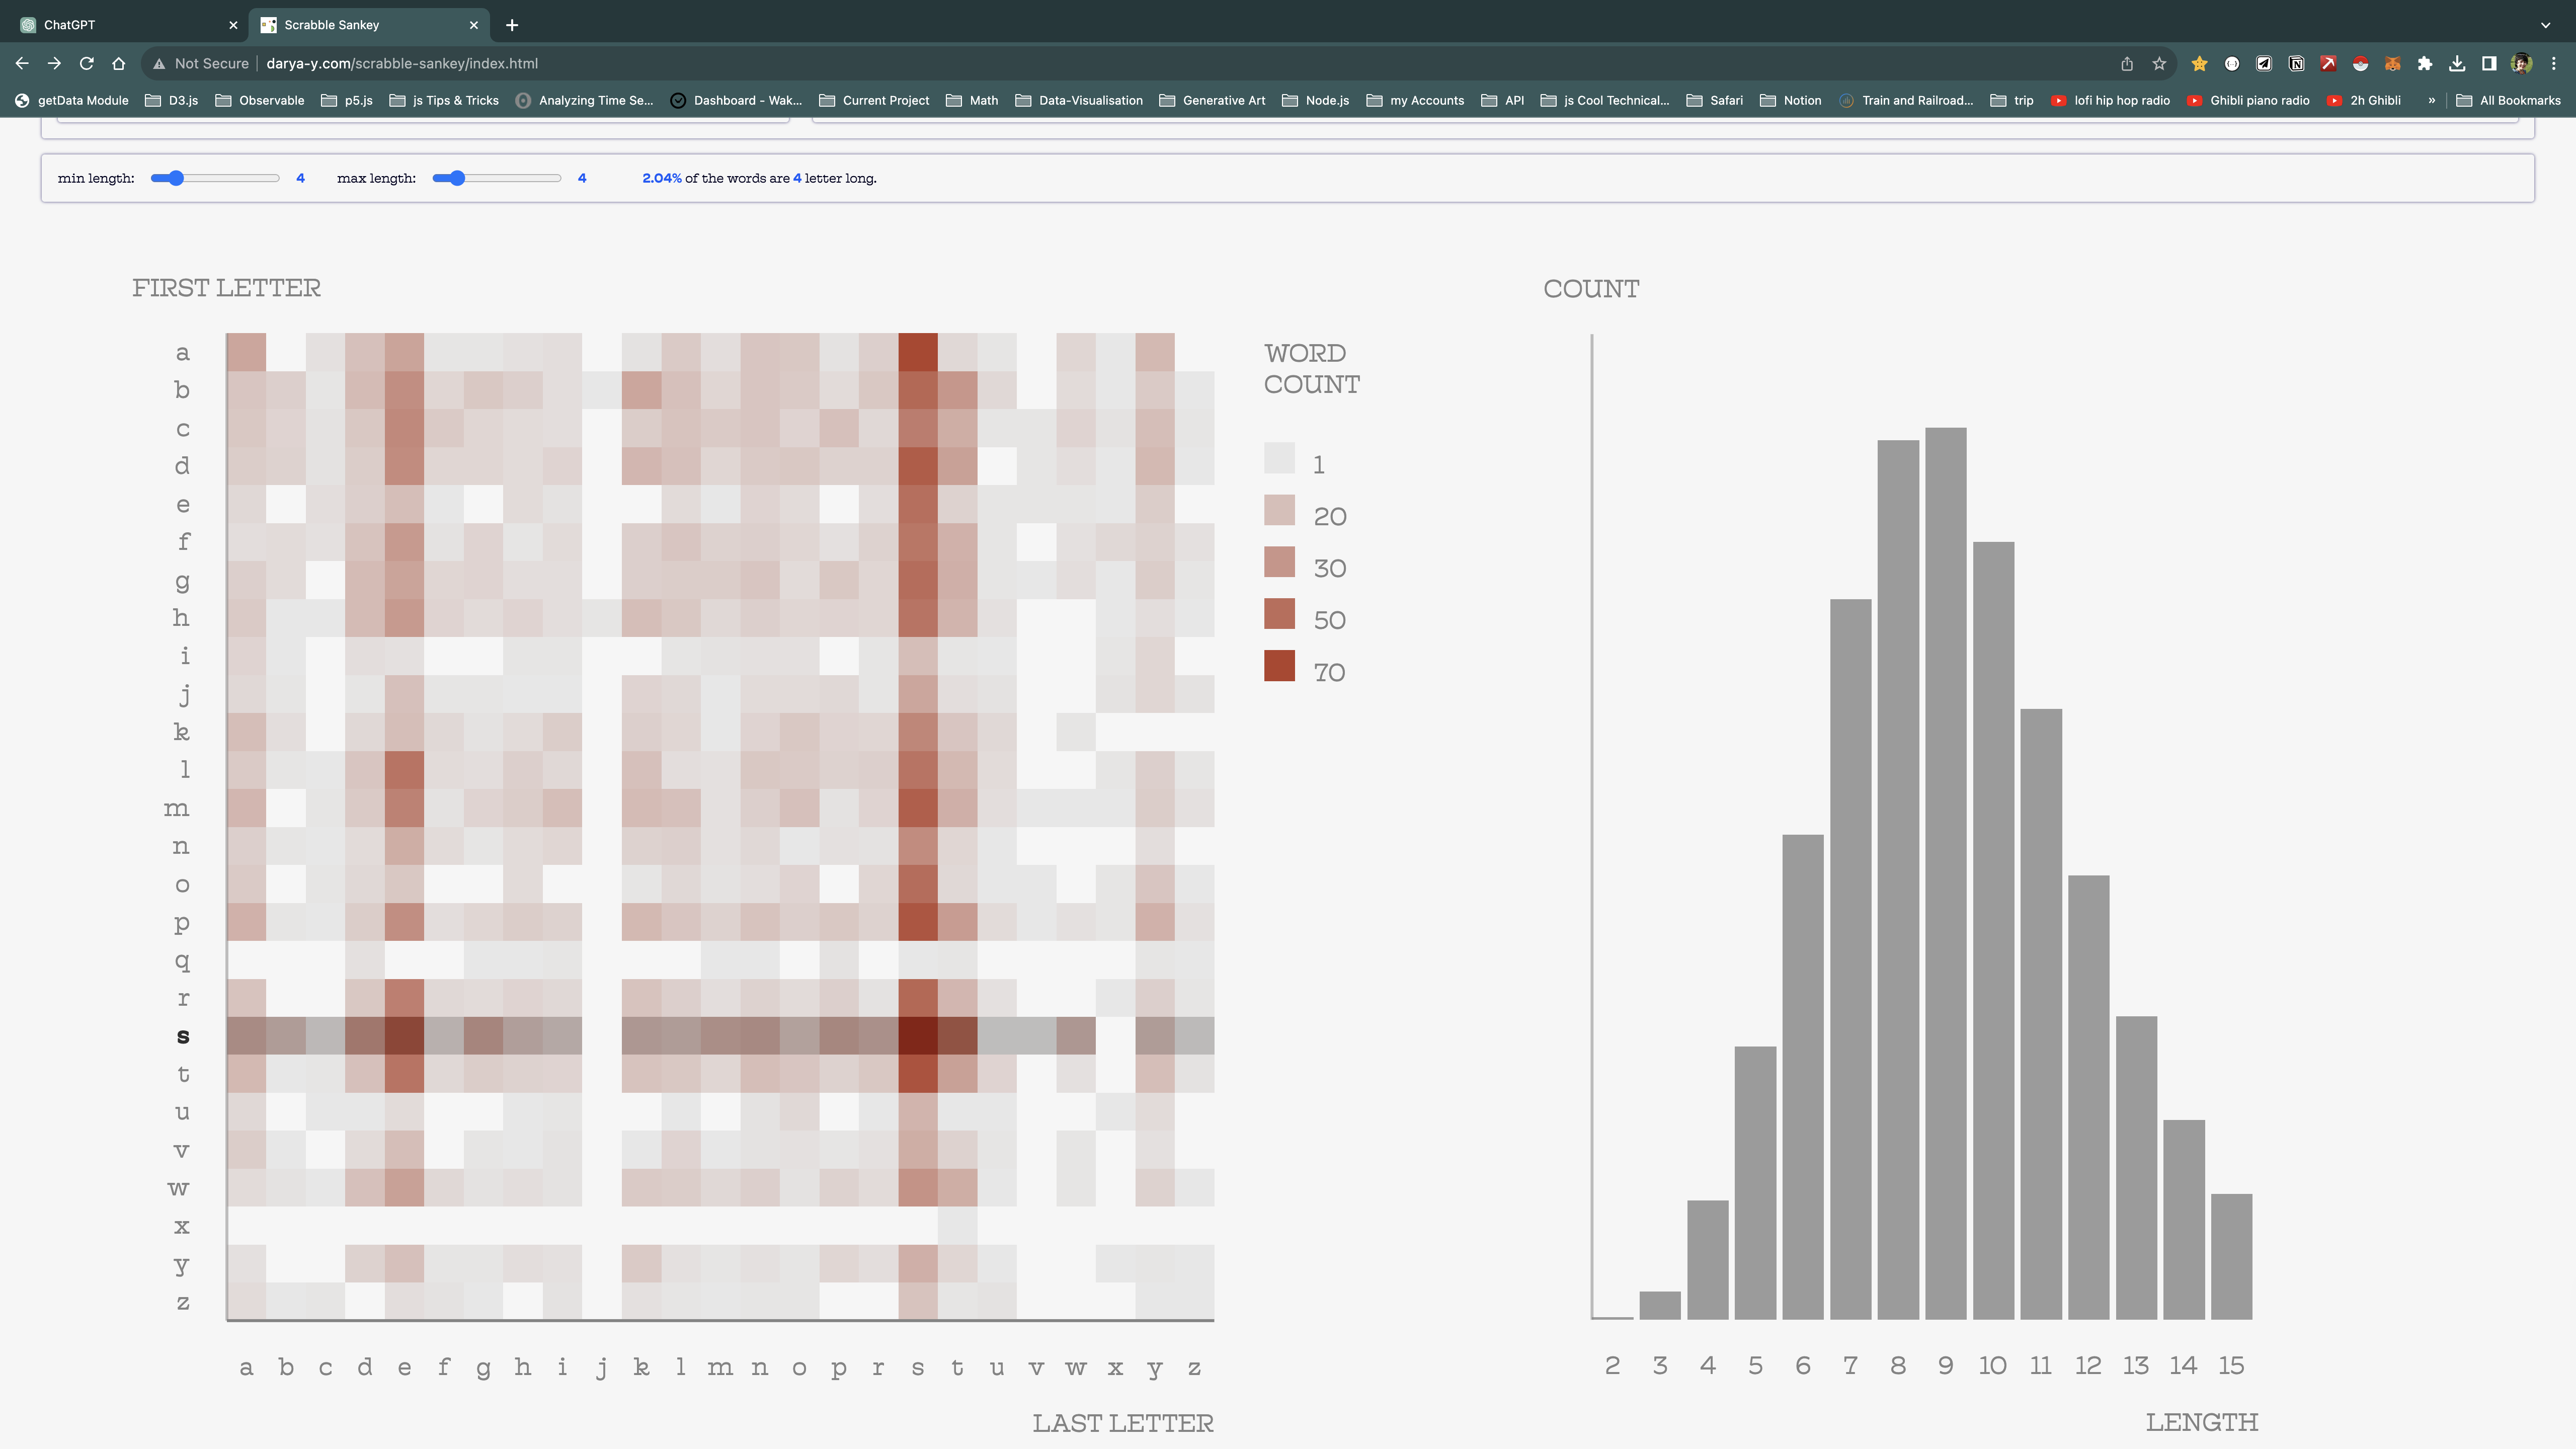 ChatGPT
Scrabble Sankey
Not Secure darya-y.com/scrabble-sankey/index.html
getData Module D3.js Observable p5.js js Tips & Tricks Analyzing Time Se... Dashboard - Wak... Current Project Math Data-Visualisation Generative Art Node.js my Accounts API js Cool Technical... Safari Notion Train and Railroad... trip lofi hip hop radio Ghibli piano radio 2h Ghibli » All Bookmarks
min length: 4 max length: 4 2.04% of the words are 4 letter long.
FIRST LETTER
a
b
c
d
e
f
g
h
i
j
k
l
m
n
o
p
q
r
s
t
u
v
w
x
y
z
a b c d e f g h i j k l m n o p r s t u v w x y z
LAST LETTER
WORD
COUNT
1
20
30
50
70
COUNT
2 3 4 5 6 7 8 9 10 11 12 13 14 15
LENGTH